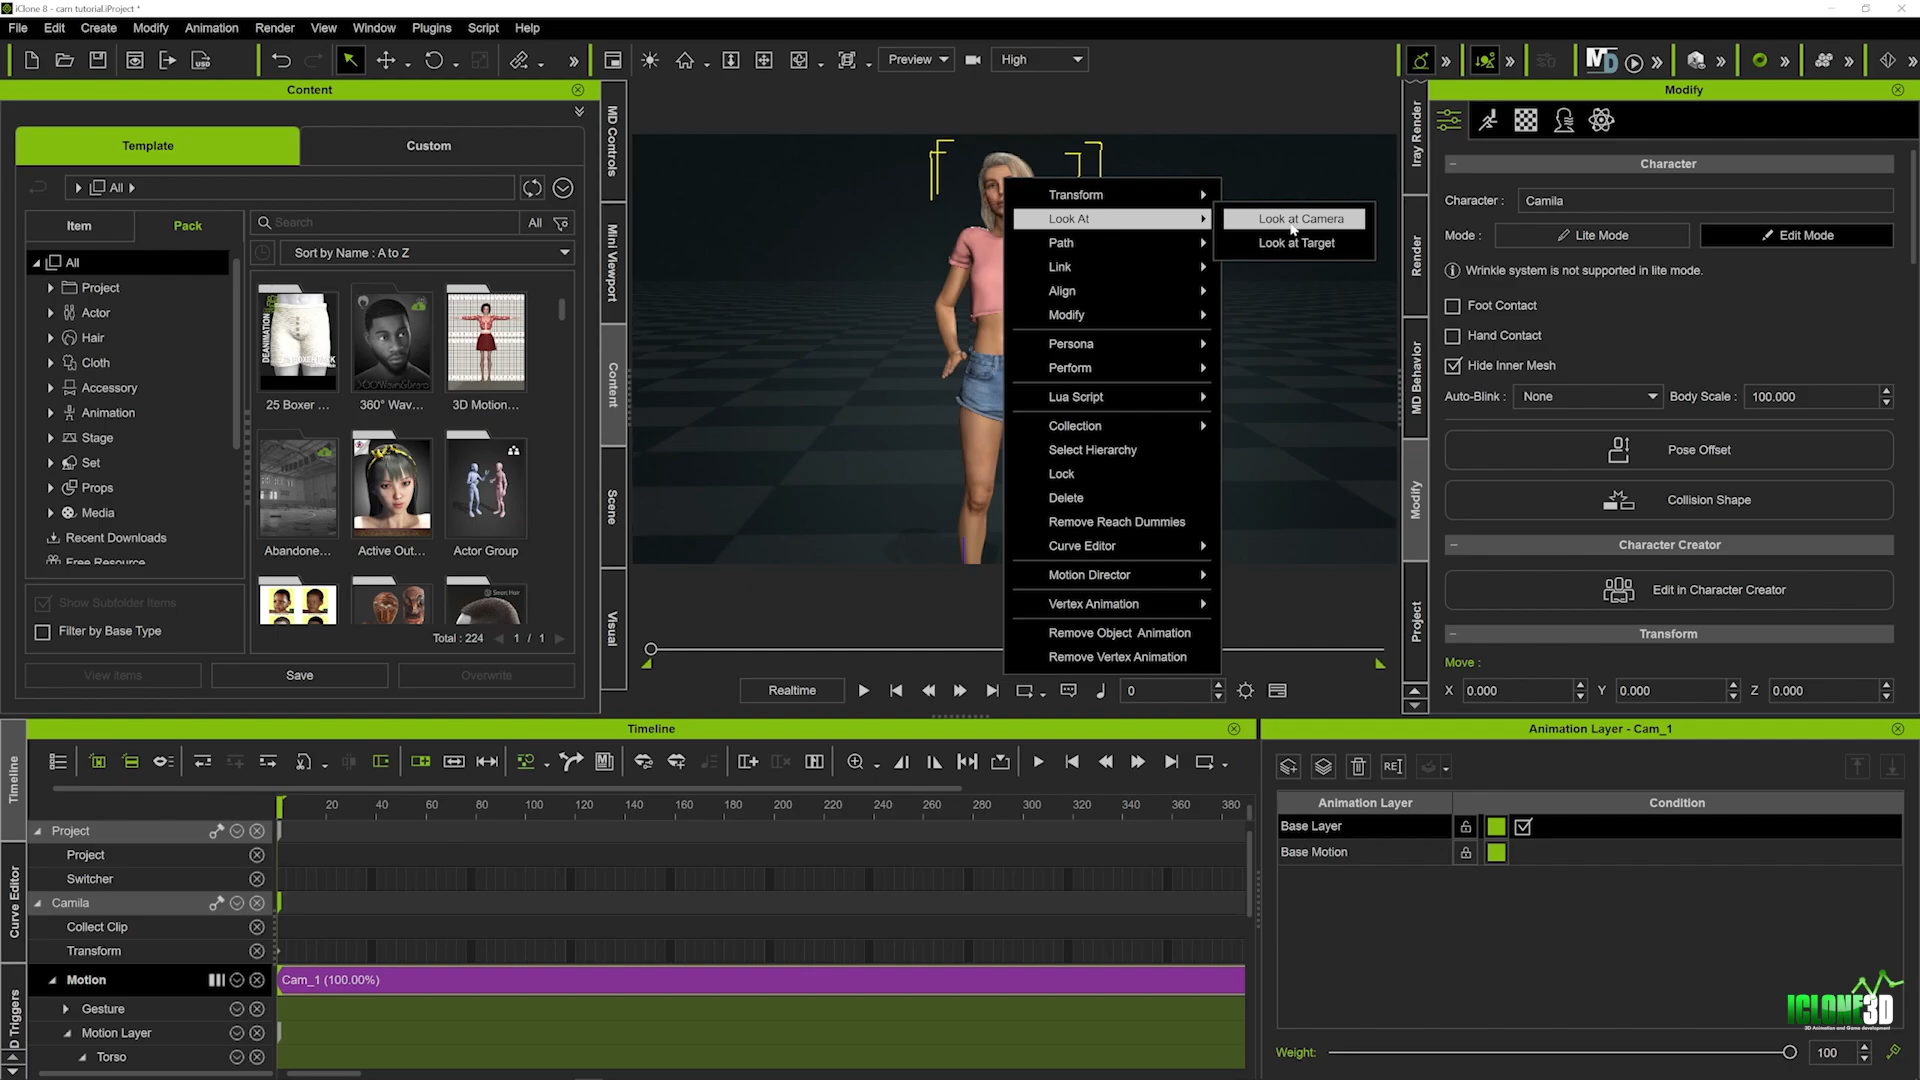 iClone 8 - cam tutorial.iProject *
File Edit Create Modify Animation Render View Window Plugins Script Help
Preview High
Content
Template Custom
All
Item Pack
Search All
Sort by Name : A to Z
All
Project
Actor
Hair
Cloth
Accessory
Animation
Stage
Set
Props
Media
Recent Downloads
Free Resource
25 Boxer ... 360° Wav... 3D Motion...
Abandone... Active Out... Actor Group
Show Subfolder Items
Filter by Base Type
Total : 224 1 / 1
View Items Save Overwrite
MD Controls
Mini Viewport
Content
Scene
Visual
Transform
Look At
Path
Link
Align
Modify
Persona
Perform
Lua Script
Collection
Select Hierarchy
Lock
Delete
Remove Reach Dummies
Curve Editor
Motion Director
Vertex Animation
Remove Object Animation
Remove Vertex Animation
Look at Camera
Look at Target
Realtime 0
Iray Render
Render
MD Behavior
Modify
Project
Modify
Character
Character : Camila
Mode : Lite Mode Edit Mode
Wrinkle system is not supported in lite mode.
Foot Contact
Hand Contact
Hide Inner Mesh
Auto-Blink : None Body Scale : 100.000
Pose Offset
Collision Shape
Character Creator
Edit in Character Creator
Transform
Move :
X 0.000 Y 0.000 Z 0.000
Timeline
Timeline
Curve Editor
D Triggers
20 40 60 80 100 120 140 160 180 200 220 240 260 280 300 320 340 360 380
Project
Project
Switcher
Camila
Collect Clip
Transform
Motion Cam_1 (100.00%)
Gesture
Motion Layer
Torso
Animation Layer - Cam_1
Animation Layer Condition
Base Layer
Base Motion
ICLONE3D
3D Animation and Game development
Weight: 100